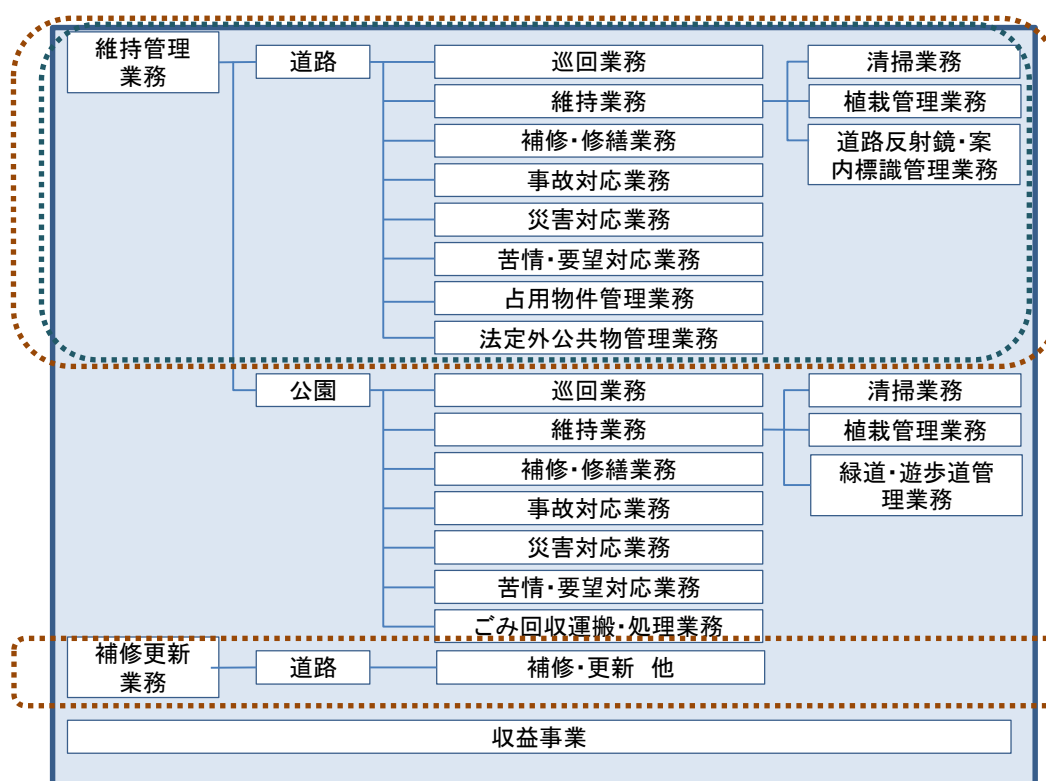 維持管理
業務
道路
巡回業務
清掃業務
維持業務
植栽管理業務
補修・修繕業務
道路反射鏡・案
内標識管理業務
事故対応業務
災害対応業務
苦情・要望対応業務
占用物件管理業務
法定外公共物管理業務
公園
巡回業務
清掃業務
維持業務
植栽管理業務
補修・修繕業務
緑道・遊歩道管
理業務
事故対応業務
災害対応業務
苦情・要望対応業務
ごみ回収運搬・処理業務
補修更新
業務
道路
補修・更新 他
収益事業